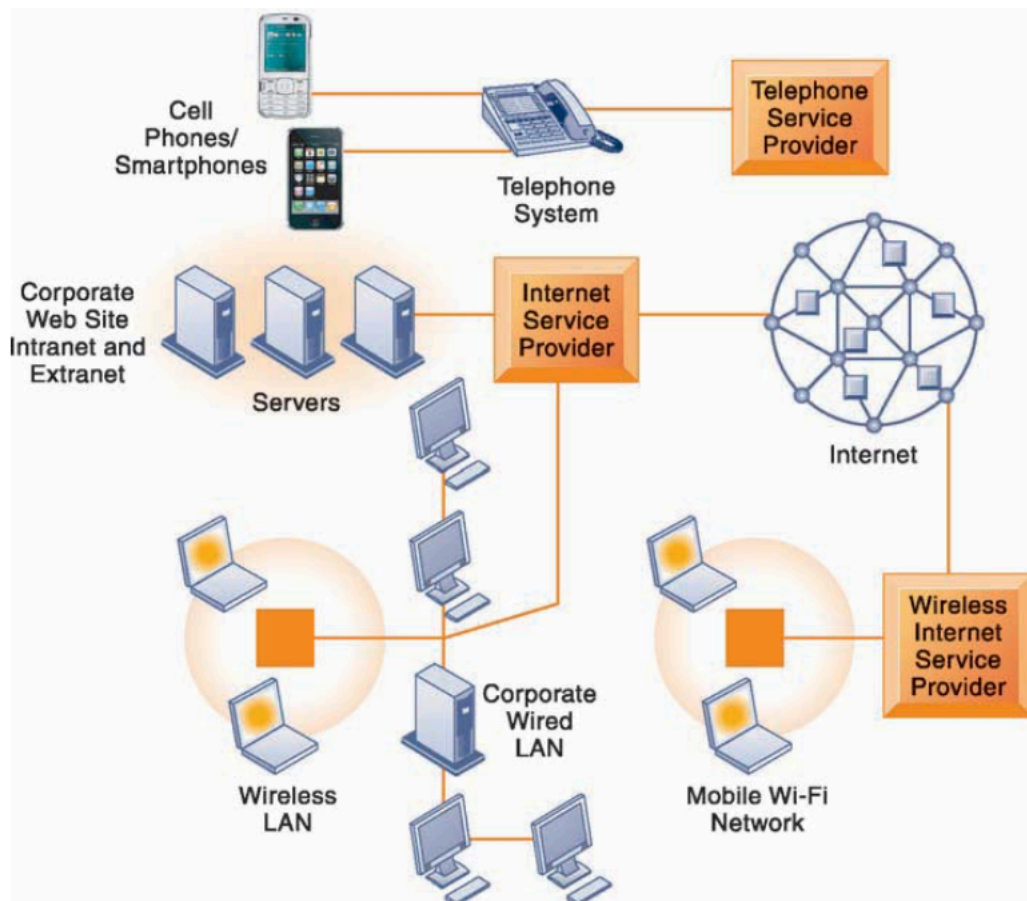 Cell
Phones/
Smartphones
Telephone
System
Telephone
Service
Provider
Corporate
Web Site
Intranet and
Extranet
Servers
Internet
Service
Provider
Internet
Wireless
LAN
Corporate
Wired
LAN
Mobile Wi-Fi
Network
Wireless
Internet
Service
Provider